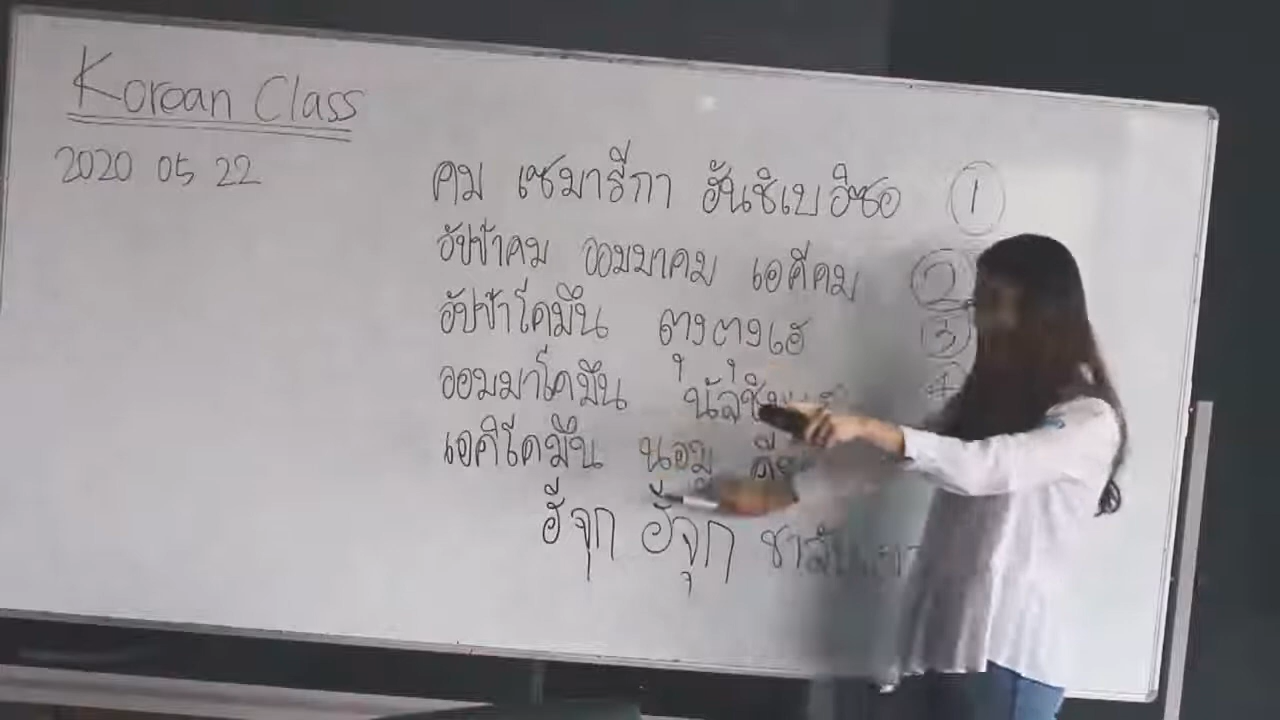 Korean Class
2020 05 22
คม เซมารีกา ฮันชิเบ อิซอ 1
อัปป้าคม ออมมาคม เอคีคม 2
อัปป้าโคมึน ตุงตุงเฮ 3
ออมมาโคมึน 4
เอคิโคมึน นอมู
ฮีจุก ฮีจุก